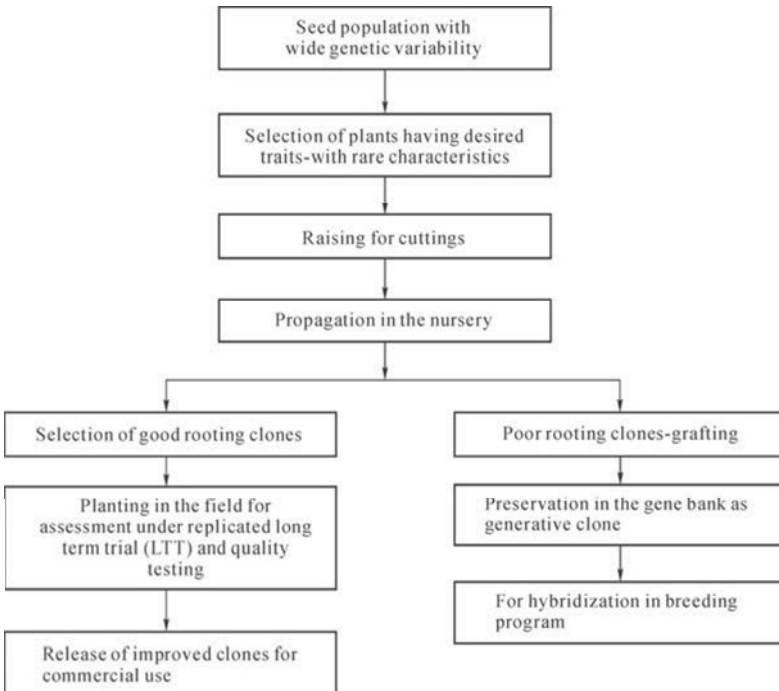 Seed population with
wide genetic variability
Selection of plants having desired
traits-with rare characteristics
Raising for cuttings
Propagation in the nursery
Selection of good rooting clones
Planting in the field for
assessment under replicated long
term trial (LTT) and quality
testing
Release of improved clones for
commercial use
Poor rooting clones-grafting
Preservation in the gene bank as
generative clone
For hybridization in breeding
program